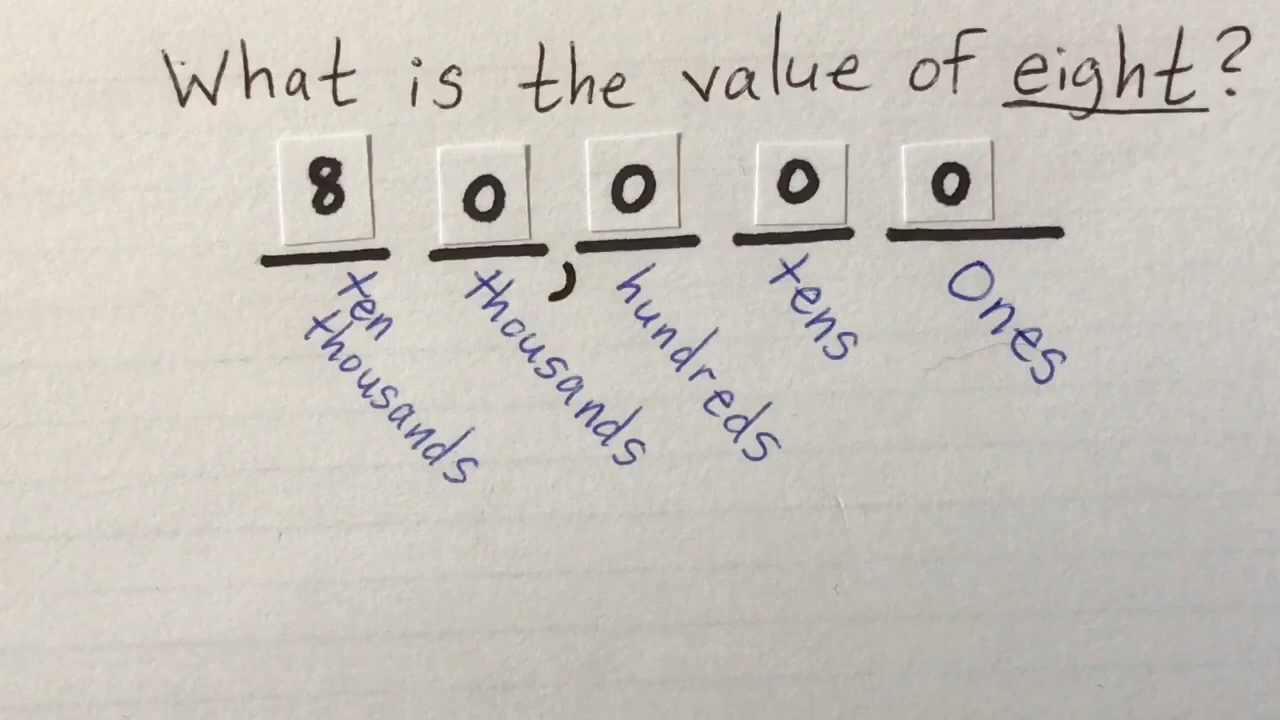 What is the value of eight?
8 0 , 0 0 0
ten thousands
thousands
hundreds
tens
Ones